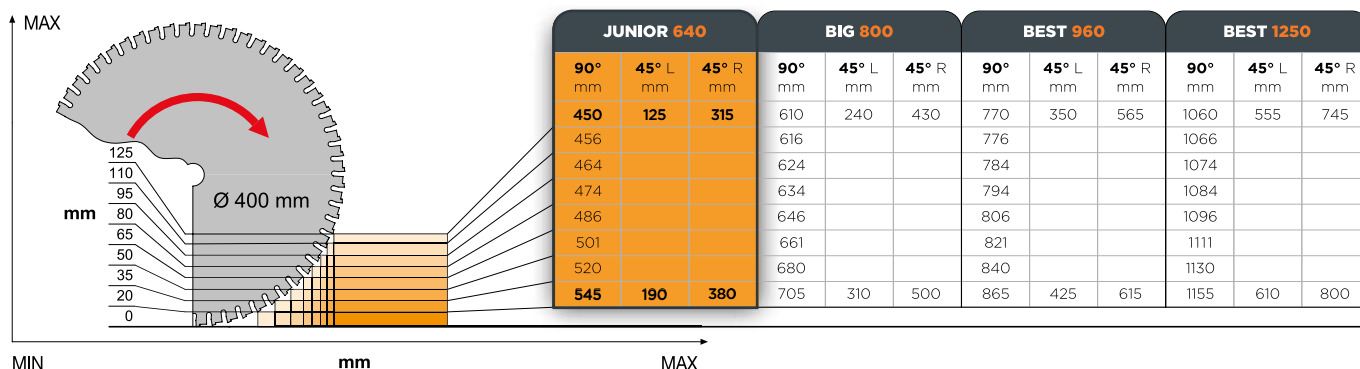 MAX
JUNIOR 640 BIG 800 BEST 960 BEST 1250
90° 45° L 45° R 90° 45° L 45° R 90° 45° L 45° R 90° 45° L 45° R
mm mm mm mm mm mm mm mm mm mm mm mm
450 125 315 610 240 430 770 350 565 1060 555 745
456 616 776 1066
464 624 784 1074
474 634 794 1084
486 646 806 1096
501 661 821 1111
520 680 840 1130
545 190 380 705 310 500 865 425 615 1155 610 800
125
110
95
80
65
50
35
20
0
mm
Ø 400 mm
MIN mm MAX